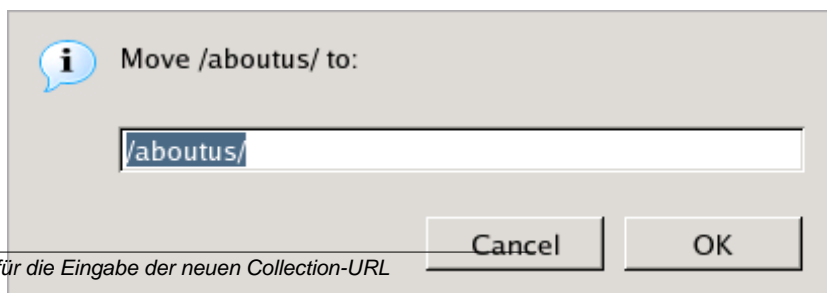 Move /aboutus/ to:
/aboutus/
Cancel OK
für die Eingabe der neuen Collection-URL